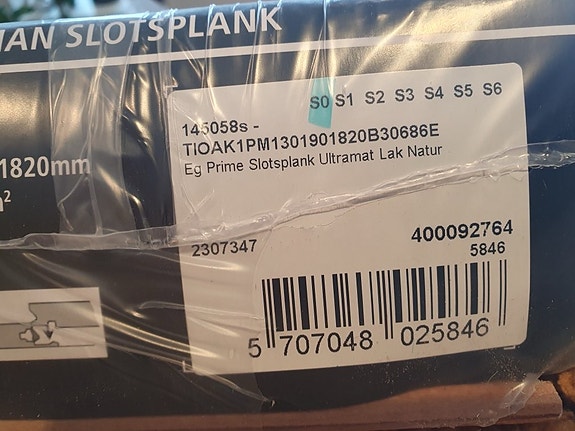 IAN SLOTSPLANK
S0 S1 S2 S3 S4 S5 S6
145058s -
TIOAK1PM1301901820B30686E
Eg Prime Slotsplank Ultramat Lak Natur
1820mm
2307347
400092764
5846
5 707048 025846